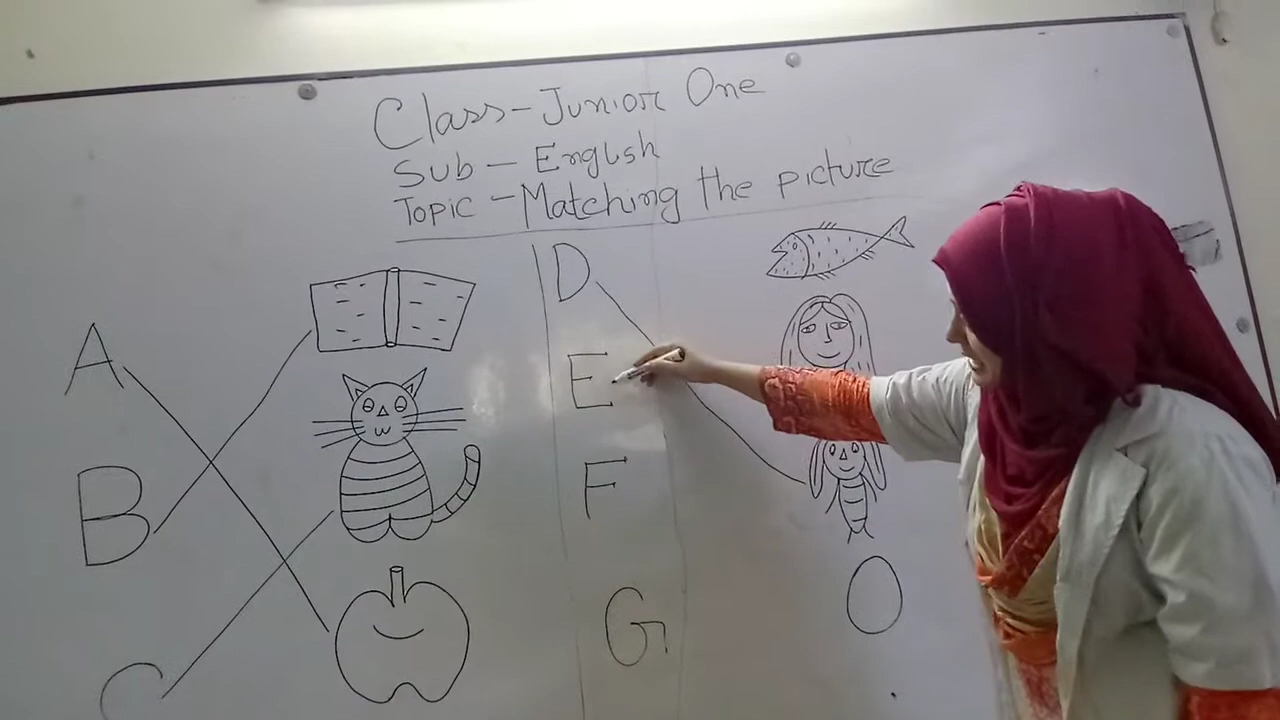 Class-Junior One
Sub - English
Topic - Matching the picture
A
B
C
D
E
F
G